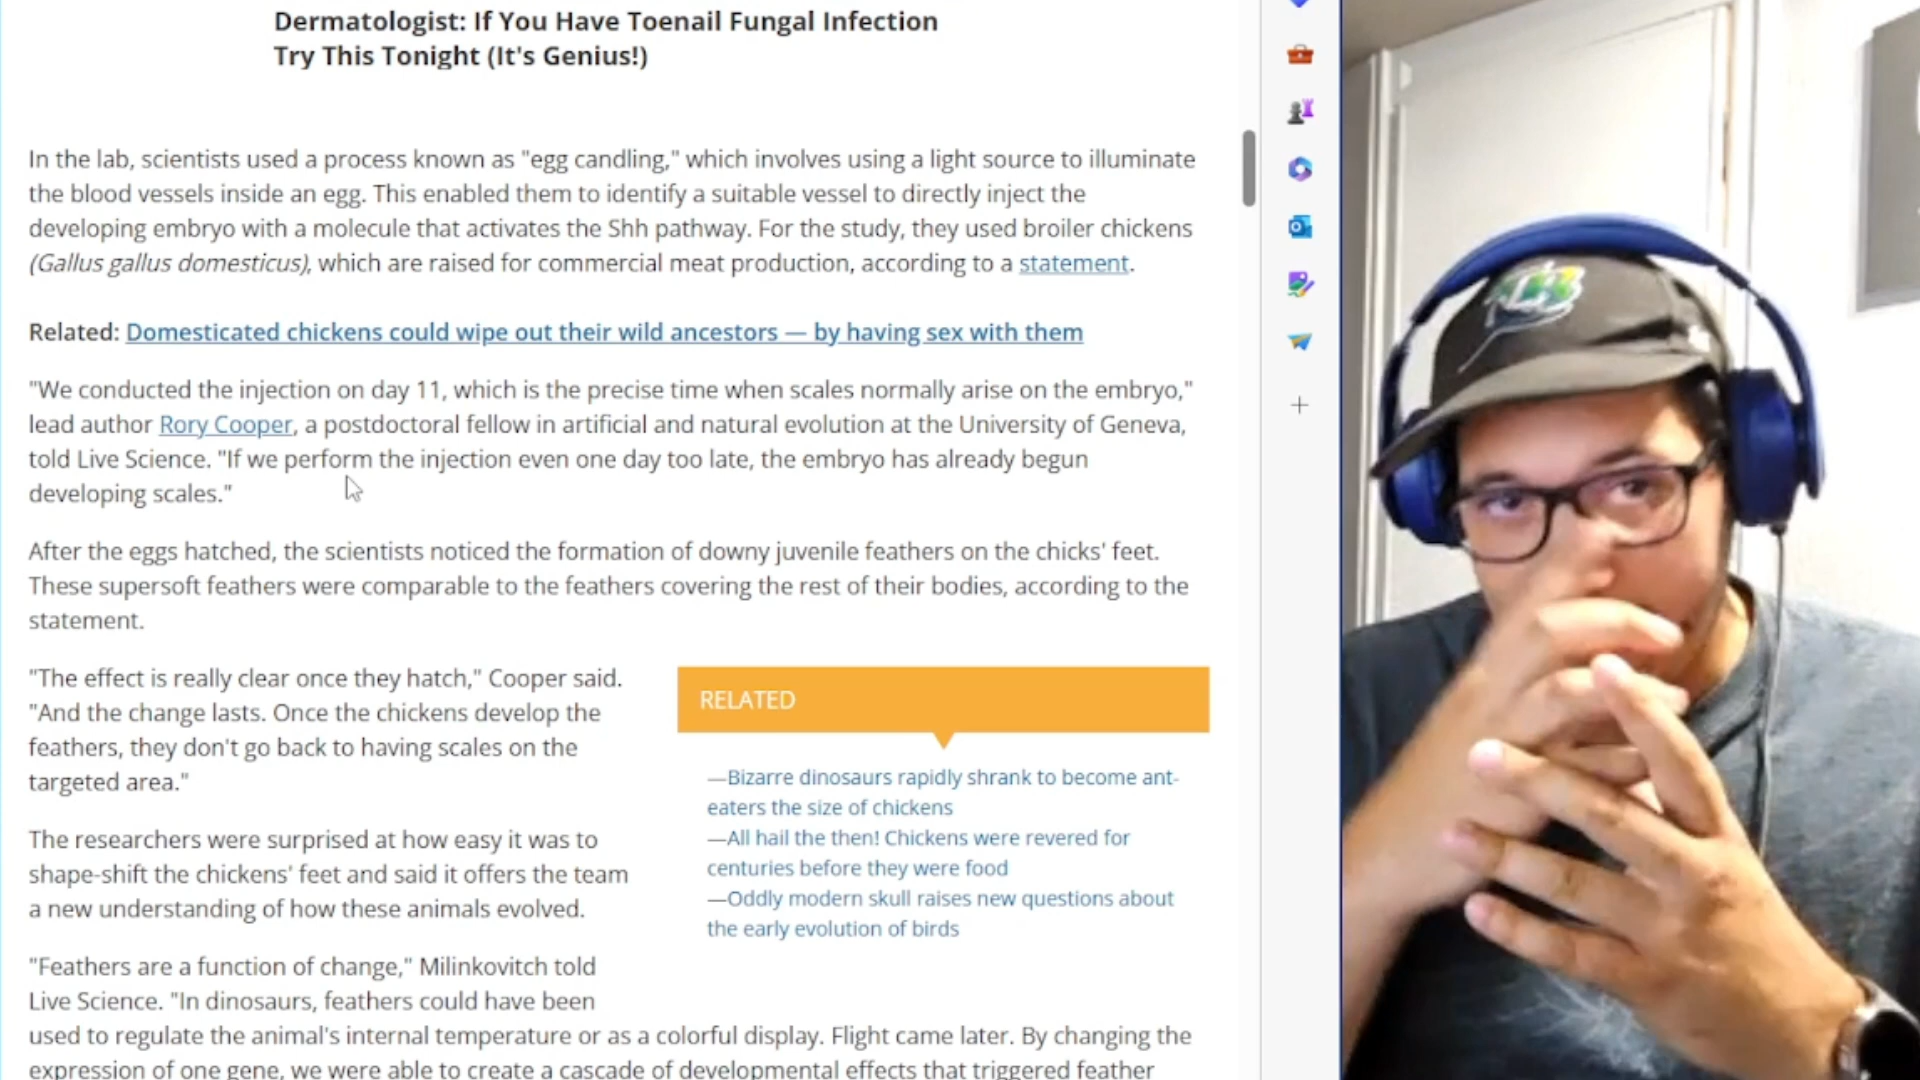 Dermatologist: If You Have Toenail Fungal Infection
Try This Tonight (It's Genius!)
In the lab, scientists used a process known as "egg candling," which involves using a light source to illuminate
the blood vessels inside an egg. This enabled them to identify a suitable vessel to directly inject the
developing embryo with a molecule that activates the Shh pathway. For the study, they used broiler chickens
(Gallus gallus domesticus), which are raised for commercial meat production, according to a statement.
Related: Domesticated chickens could wipe out their wild ancestors — by having sex with them
"We conducted the injection on day 11, which is the precise time when scales normally arise on the embryo,"
lead author Rory Cooper, a postdoctoral fellow in artificial and natural evolution at the University of Geneva,
told Live Science. "If we perform the injection even one day too late, the embryo has already begun
developing scales."
After the eggs hatched, the scientists noticed the formation of downy juvenile feathers on the chicks' feet.
These supersoft feathers were comparable to the feathers covering the rest of their bodies, according to the
statement.
"The effect is really clear once they hatch," Cooper said.
"And the change lasts. Once the chickens develop the
feathers, they don't go back to having scales on the
targeted area."
The researchers were surprised at how easy it was to
shape-shift the chickens' feet and said it offers the team
a new understanding of how these animals evolved.
RELATED
—Bizarre dinosaurs rapidly shrank to become ant-
eaters the size of chickens
—All hail the then! Chickens were revered for
centuries before they were food
—Oddly modern skull raises new questions about
the early evolution of birds
"Feathers are a function of change," Milinkovitch told
Live Science. "In dinosaurs, feathers could have been
used to regulate the animal's internal temperature or as a colorful display. Flight came later. By changing the
expression of one gene, we were able to create a cascade of developmental effects that triggered feather